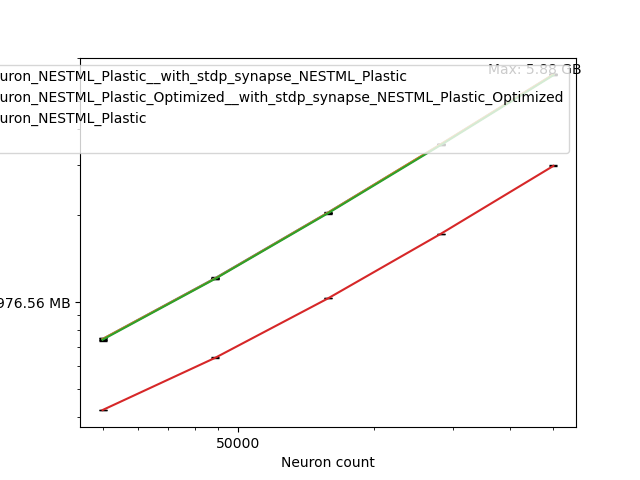 Max: 5.88 GB
uron_NESTML_Plastic__with_stdp_synapse_NESTML_Plastic
uron_NESTML_Plastic_Optimized__with_stdp_synapse_NESTML_Plastic_Optimized
uron_NESTML_Plastic
976.56 MB
50000
Neuron count